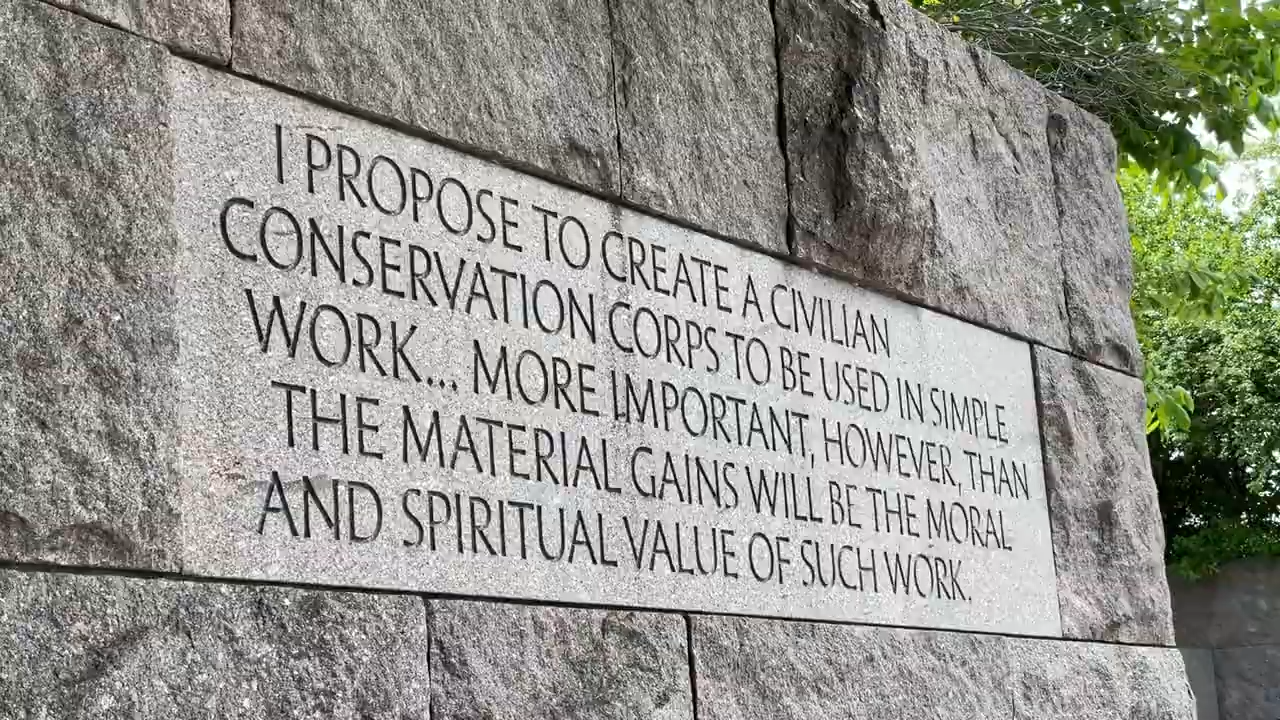 I PROPOSE TO CREATE A CIVILIAN
CONSERVATION CORPS TO BE USED IN SIMPLE
WORK... MORE IMPORTANT, HOWEVER, THAN
THE MATERIAL GAINS WILL BE THE MORAL
AND SPIRITUAL VALUE OF SUCH WORK.